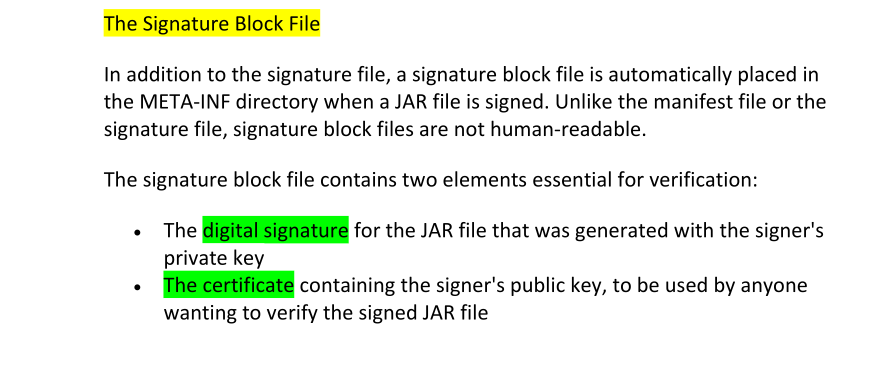 The Signature Block File
In addition to the signature file, a signature block file is automatically placed in
the META-INF directory when a JAR file is signed. Unlike the manifest file or the
signature file, signature block files are not human-readable.
The signature block file contains two elements essential for verification:
• The digital signature for the JAR file that was generated with the signer's
private key
• The certificate containing the signer's public key, to be used by anyone
wanting to verify the signed JAR file